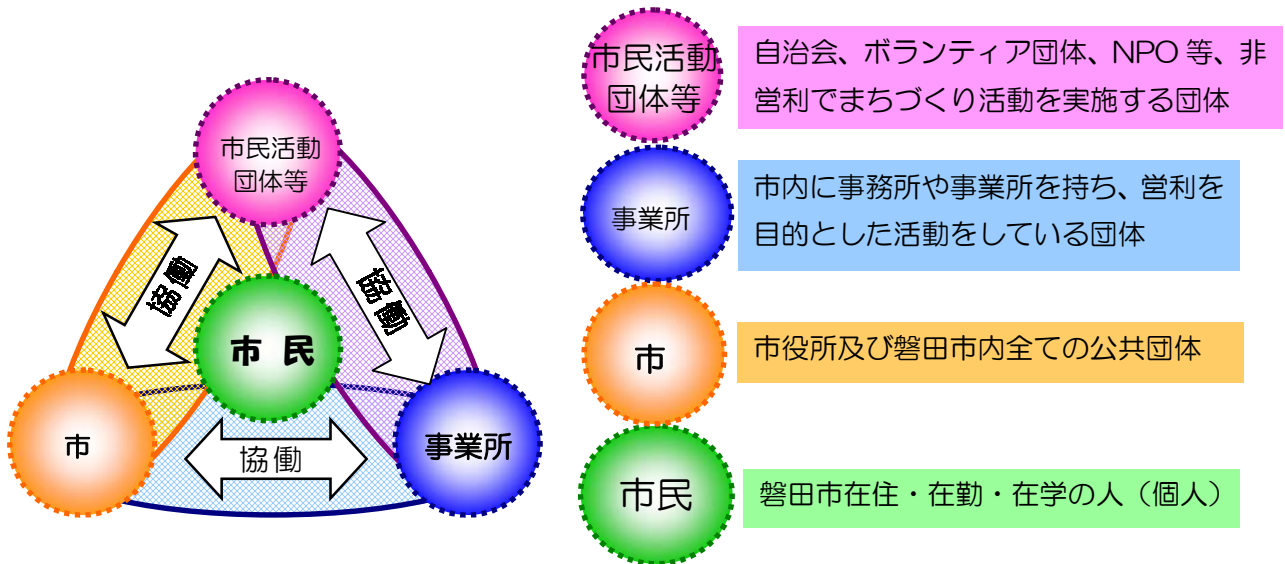 市民活動
団体等
協働
協働
市 民
市
協働
事業所
市民活動
団体等
自治会、ボランティア団体、NPO 等、非
営利でまちづくり活動を実施する団体
事業所
市内に事務所や事業所を持ち、営利を
目的とした活動をしている団体
市
市役所及び磐田市内全ての公共団体
市民
磐田市在住・在勤・在学の人（個人）